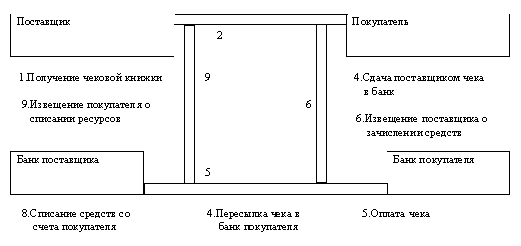 Поставщик
Покупатель
2
1.Получение чековой книжки
9
4.Сдача поставщиком чека
в банк
9.Извещение покупателя о
списании ресурсов
6
6.Извещение поставщика о
зачислении средств
Банк поставщика
5
Банк покупателя
8.Списание средств со
счета покупателя
4.Пересылка чека в
банк покупателя
5.Оплата чека